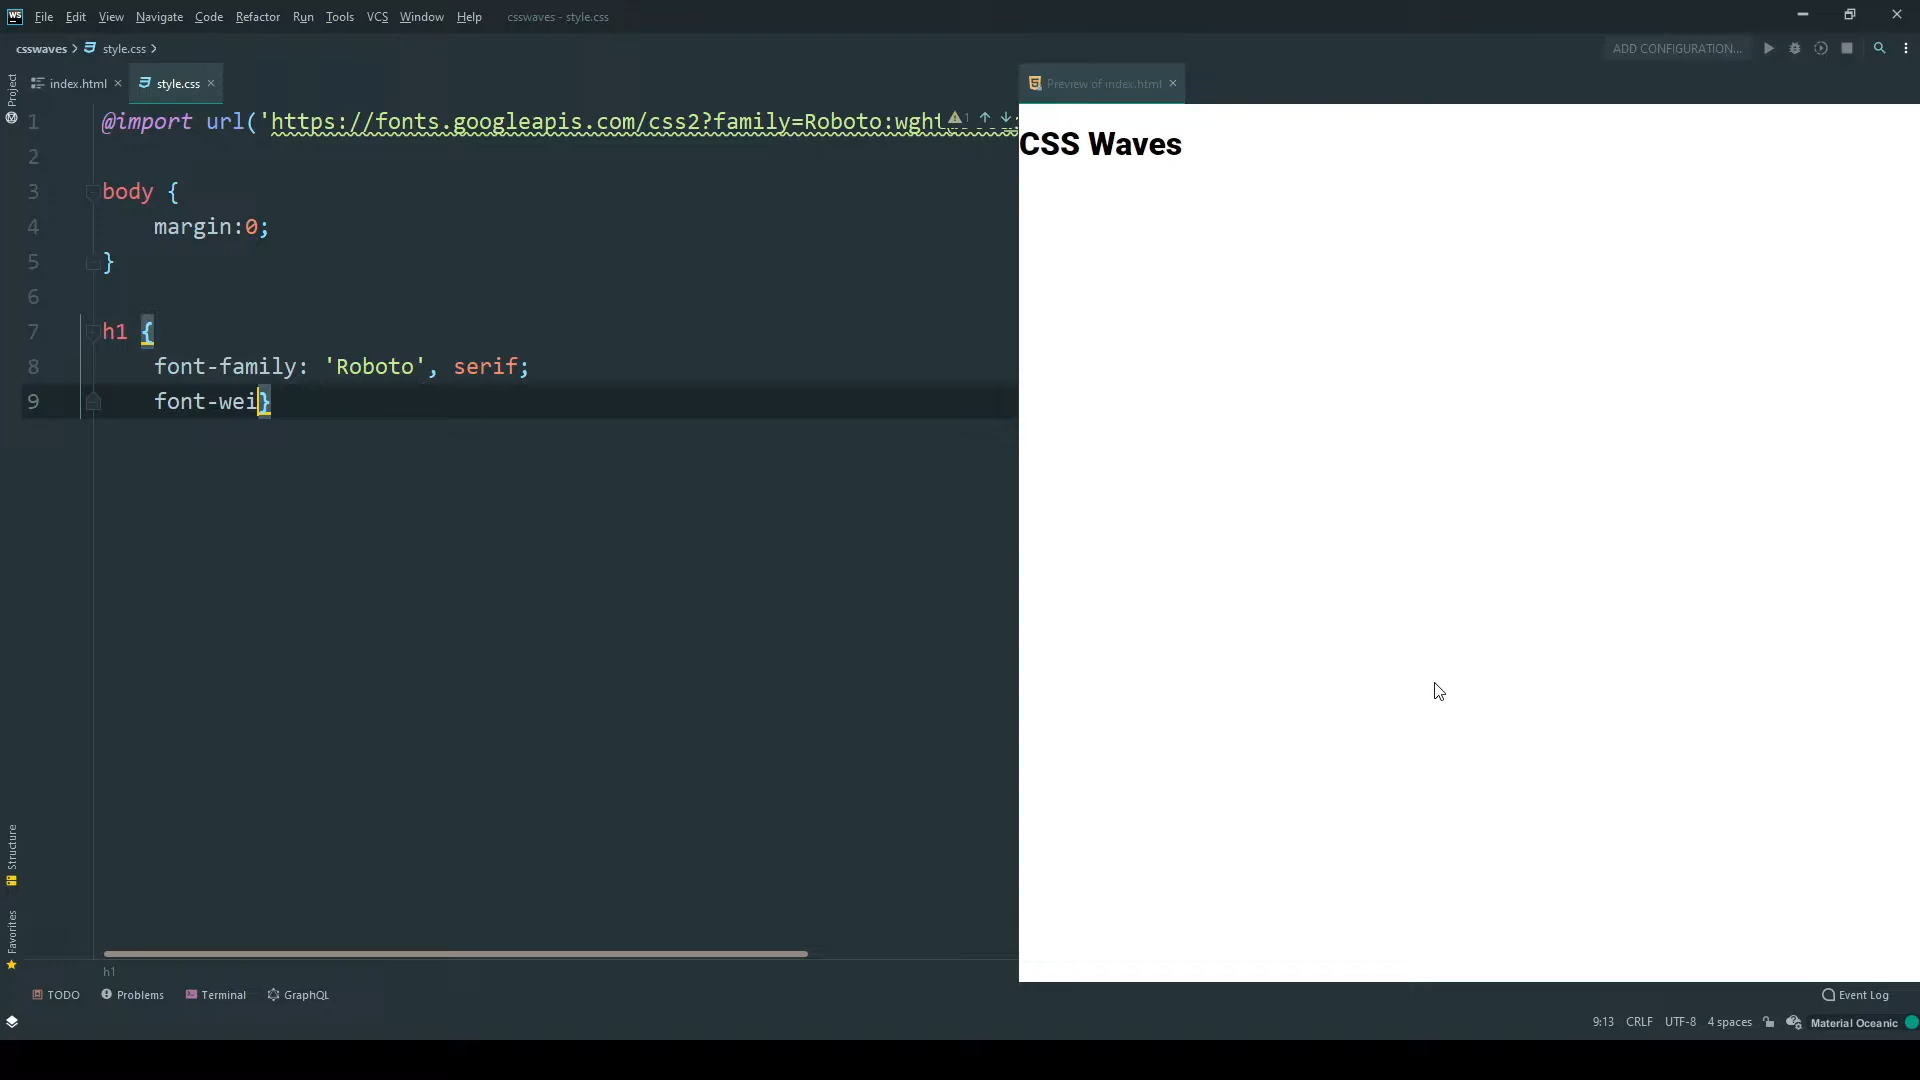 WS File Edit View Navigate Code Refactor Run Tools VCS Window Help csswaves - style.css
csswaves style.css ADD CONFIGURATION...
Project
index.html style.css Preview of index.html
1 @import url('https://fonts.googleapis.com/css2?family=Roboto:wght
1
2
3 body {
4 margin:0;
5 }
6
7 h1 {
8 font-family: 'Roboto', serif;
9 font-wei}
CSS Waves
Structure
Favorites
h1
TODO Problems Terminal GraphQL Event Log
9:13 CRLF UTF-8 4 spaces Material Oceanic